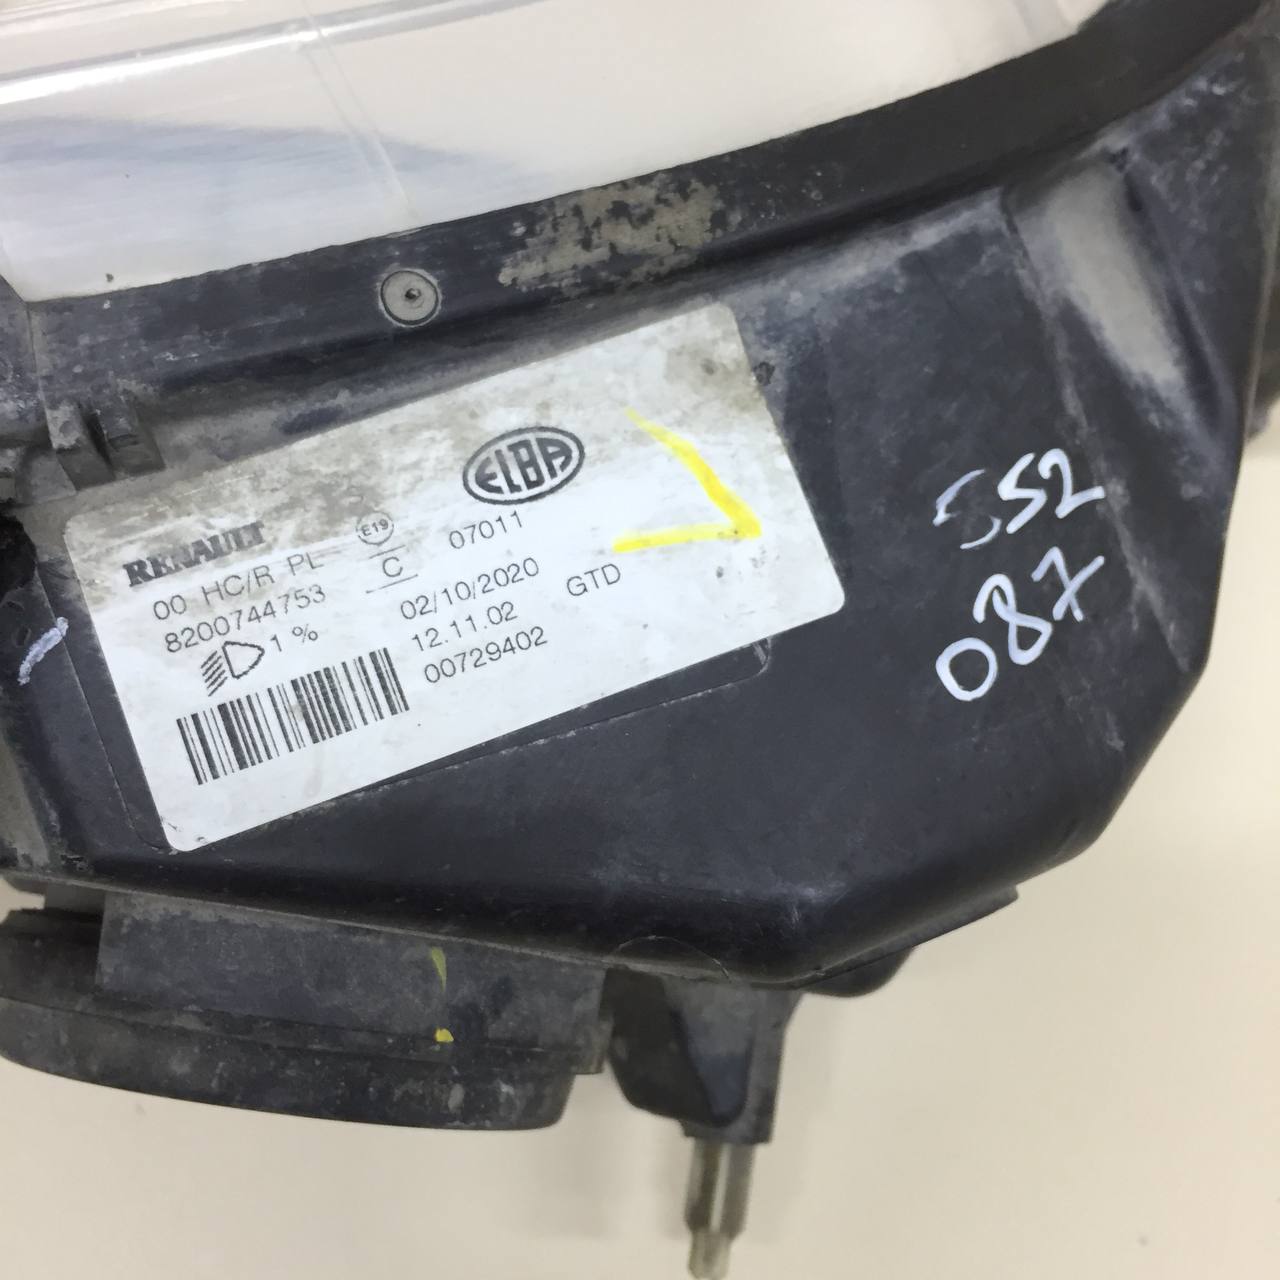 ELBA
RENAULT
E19
07011
00 HC/R PL
C
8200744753
02/10/2020
GTD
1 %
12.11.02
00729402
552
087